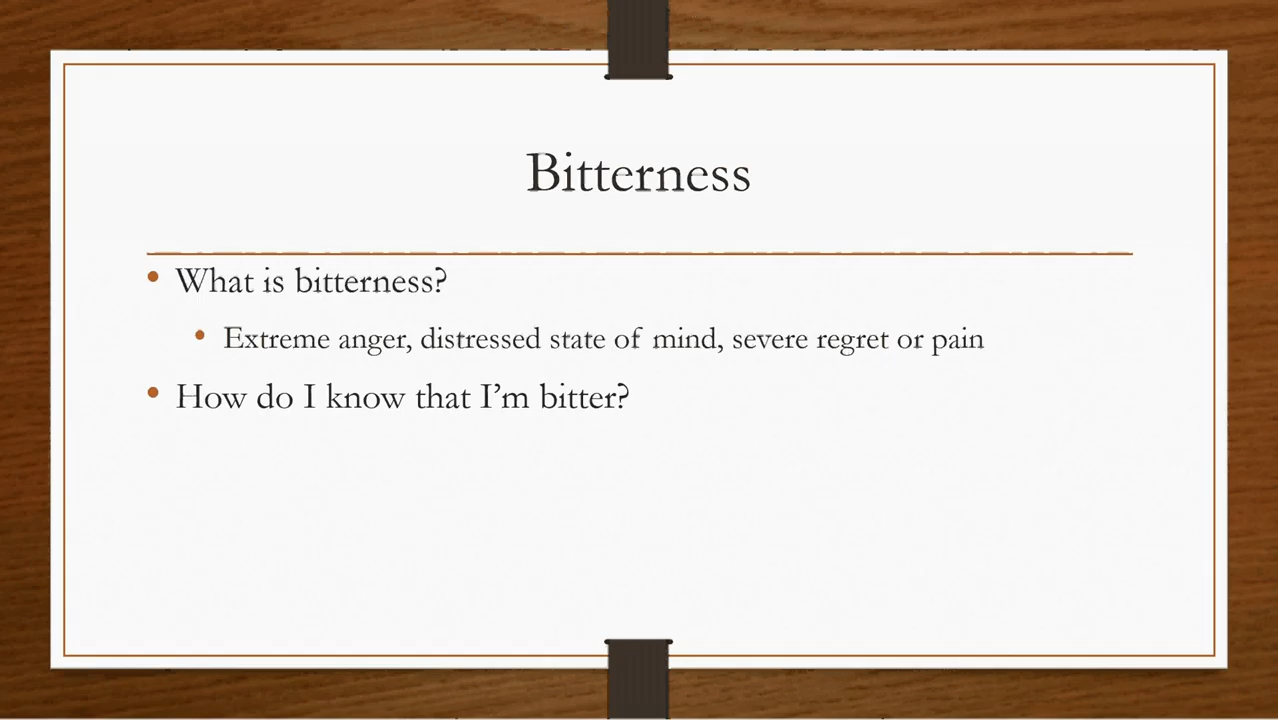 Bitterness
What is bitterness?
Extreme anger, distressed state of mind, severe regret or pain
How do I know that I’m bitter?